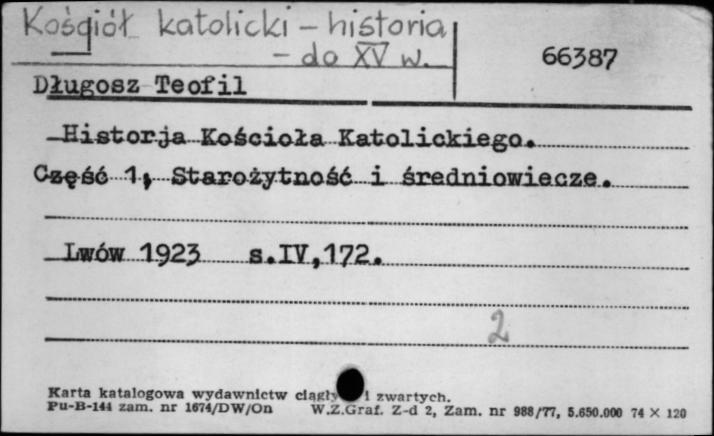 Kościół katolicki - historia
- do XV w.
66387
Długosz Teofil
Historja Kościoła Katolickiego.
Część 1, Starożytność i średniowiecze.
Lwów 1923 s.IV,172.
2
Karta katalogowa wydawnictw i zwartych.
Pu-B-144 zam. nr 1674/DW/On W.Z.Graf. Z-d 2, Zam. nr 988/77, 5.650.000 74 X 120